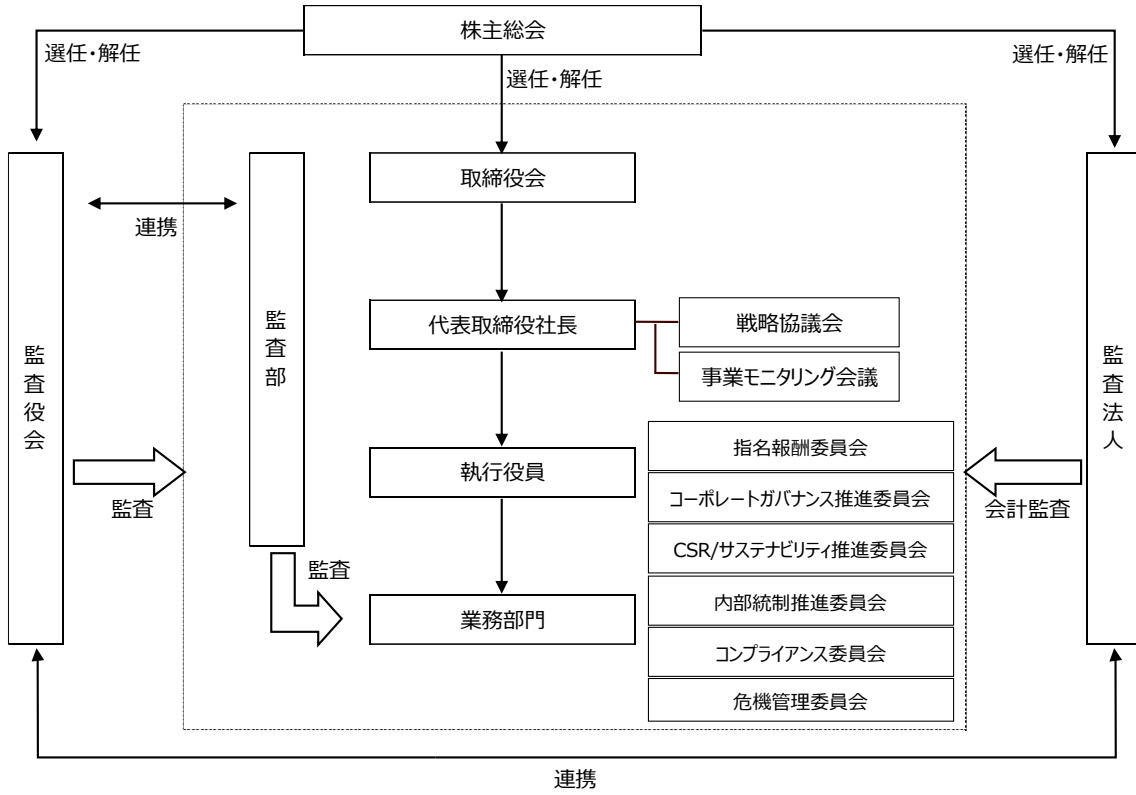 株主総会
選任・解任
選任・解任
選任・解任
取締役会
連携
監査部
代表取締役社長
戦略協議会
事業モニタリング会議
監査役会
監査法人
指名報酬委員会
執行役員
コーポレートガバナンス推進委員会
監査
会計監査
CSR/サステナビリティ推進委員会
監査
内部統制推進委員会
業務部門
コンプライアンス委員会
危機管理委員会
連携